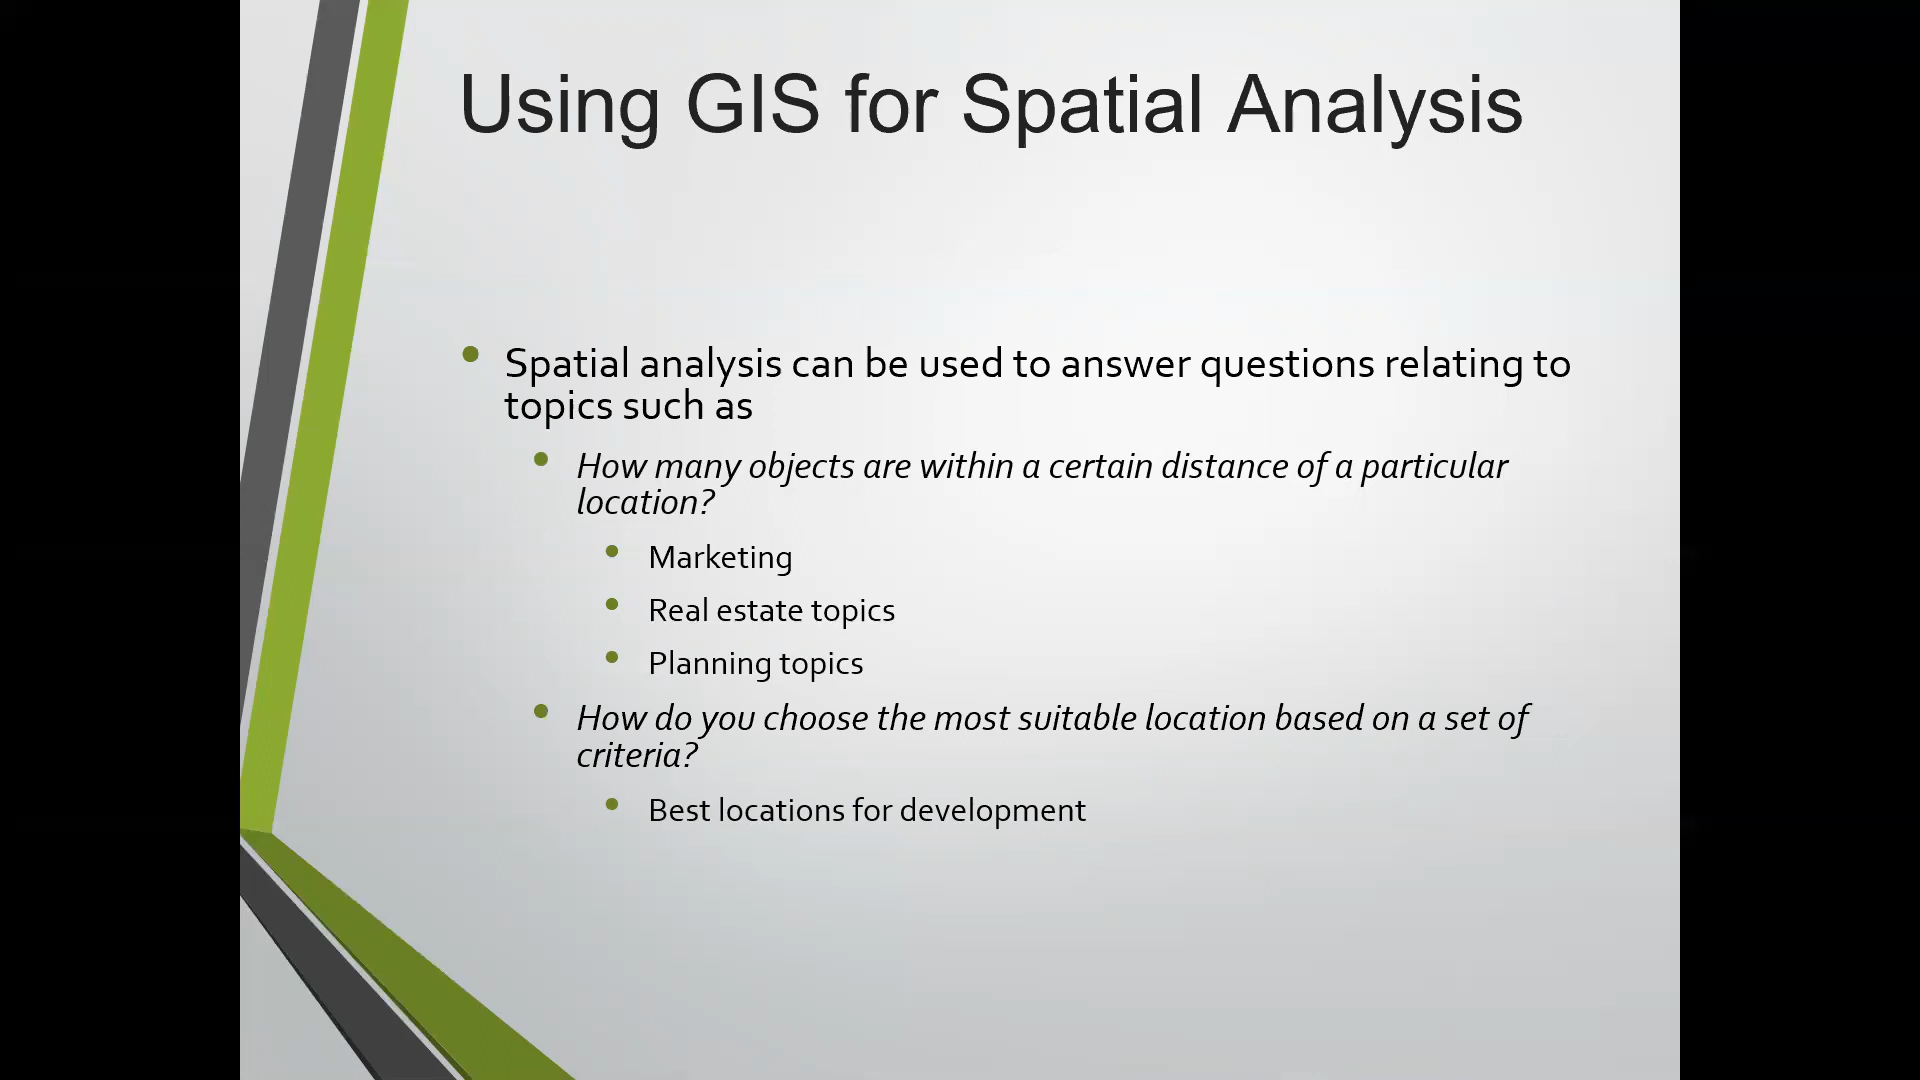 Using GIS for Spatial Analysis
Spatial analysis can be used to answer questions relating to
topics such as
How many objects are within a certain distance of a particular
location?
Marketing
Real estate topics
Planning topics
How do you choose the most suitable location based on a set of
criteria?
Best locations for development